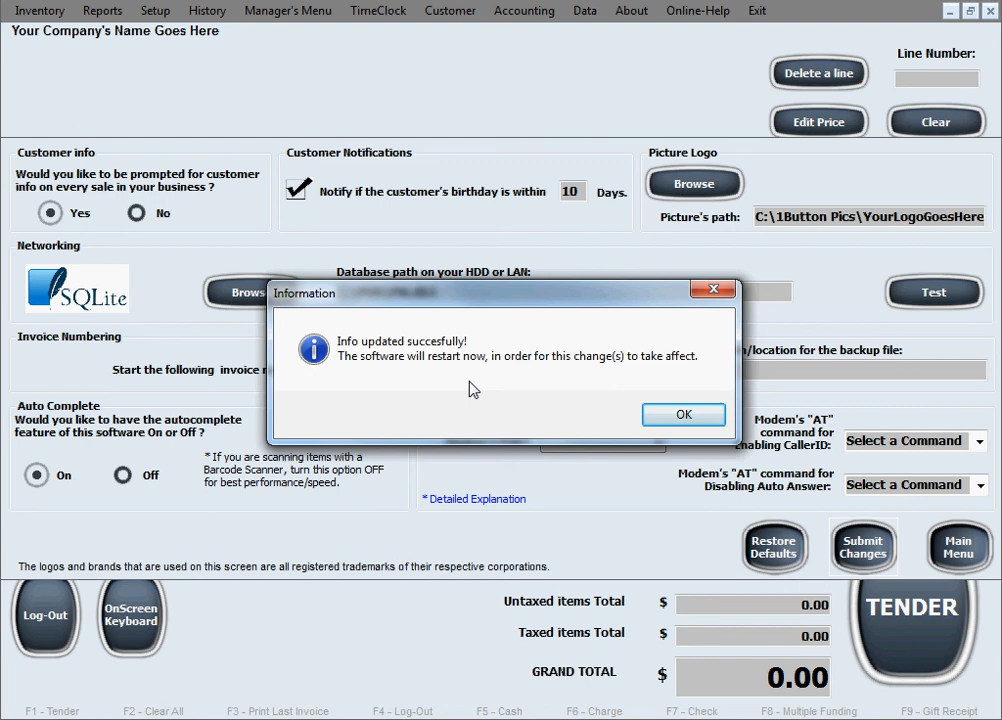 Inventory Reports Setup History Manager's Menu TimeClock Customer Accounting Data About Online-Help Exit
Your Company's Name Goes Here
Line Number:
Delete a line
Edit Price
Clear
Customer info
Would you like to be prompted for customer
info on every sale in your business ?
Yes
No
Customer Notifications
Notify if the customer's birthday is within 10 Days.
Picture Logo
Browse
Picture's path: C:\1Button Pics\YourLogoGoesHere
Networking
SQLite
Database path on your HDD or LAN:
Test
Information
Info updated succesfully!
The software will restart now, in order for this change(s) to take affect.
OK
Invoice Numbering
Start the following invoice
location for the backup file:
Auto Complete
Would you like to have the autocomplete
feature of this software On or Off ?
On
Off
* If you are scanning items with a
Barcode Scanner, turn this option OFF
for best performance/speed.
* Detailed Explanation
Modem's "AT"
command for
Enabling CallerID:
Select a Command
Modem's "AT" command for
Disabling Auto Answer:
Select a Command
Restore
Defaults
Submit
Changes
Main
Menu
The logos and brands that are used on this screen are all registered trademarks of their respective corporations.
Log-Out
OnScreen
Keyboard
Untaxed items Total $ 0.00
Taxed items Total $ 0.00
GRAND TOTAL $ 0.00
TENDER
F1 - Tender F2 - Clear All F3 - Print Last Invoice F4 - Log-Out F5 - Cash F6 - Charge F7 - Check F8 - Multiple Funding F9 - Gift Receipt